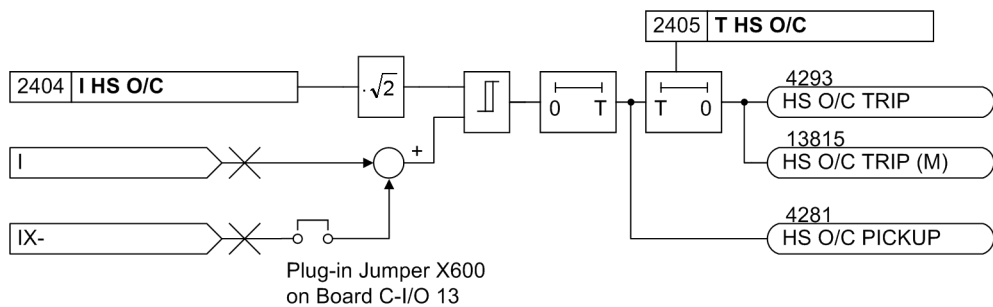 2405 T HS O/C
2404 I HS O/C
·√2
0 T
T 0
4293
HS O/C TRIP
13815
HS O/C TRIP (M)
I
+
IX-
4281
HS O/C PICKUP
Plug-in Jumper X600
on Board C-I/O 13